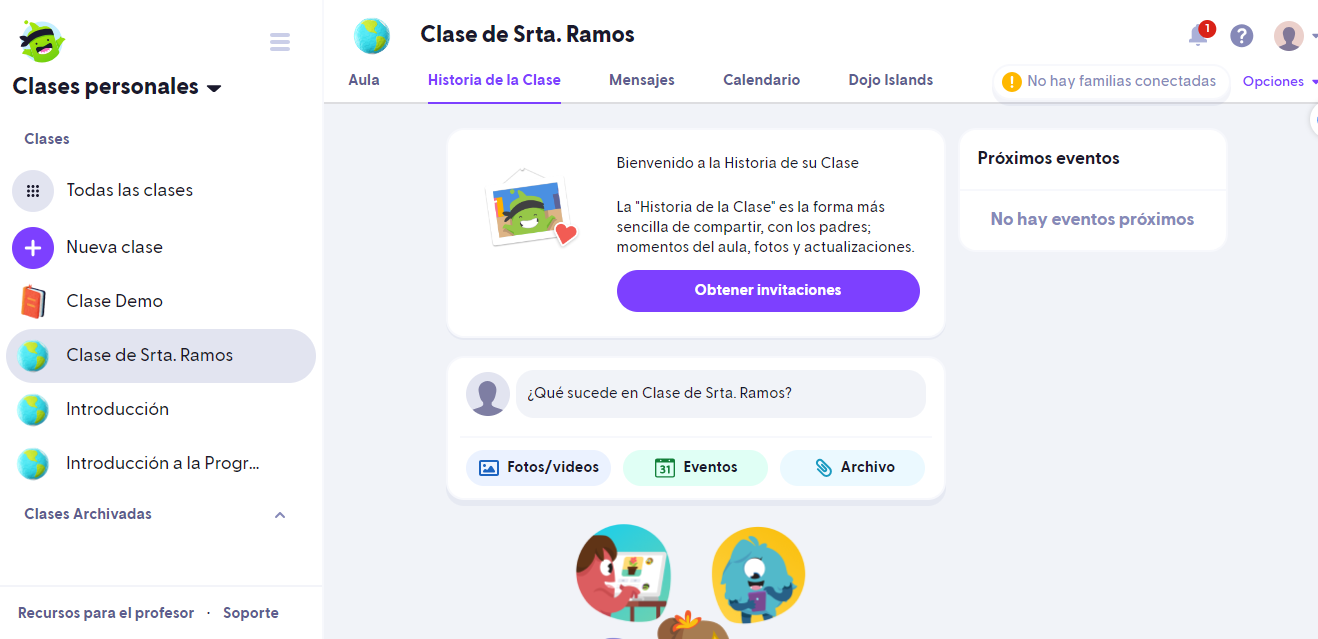 Clases personales
Clases
Todas las clases
Nueva clase
Clase Demo
Clase de Srta. Ramos
Introducción
Introducción a la Progr...
Clases Archivadas
Recursos para el profesor · Soporte
Clase de Srta. Ramos
1
?
Aula
Historia de la Clase
Mensajes
Calendario
Dojo Islands
! No hay familias conectadas
Opciones
Bienvenido a la Historia de su Clase
La "Historia de la Clase" es la forma más
sencilla de compartir, con los padres;
momentos del aula, fotos y actualizaciones.
Obtener invitaciones
¿Qué sucede en Clase de Srta. Ramos?
Fotos/videos
31 Eventos
Archivo
Próximos eventos
No hay eventos próximos